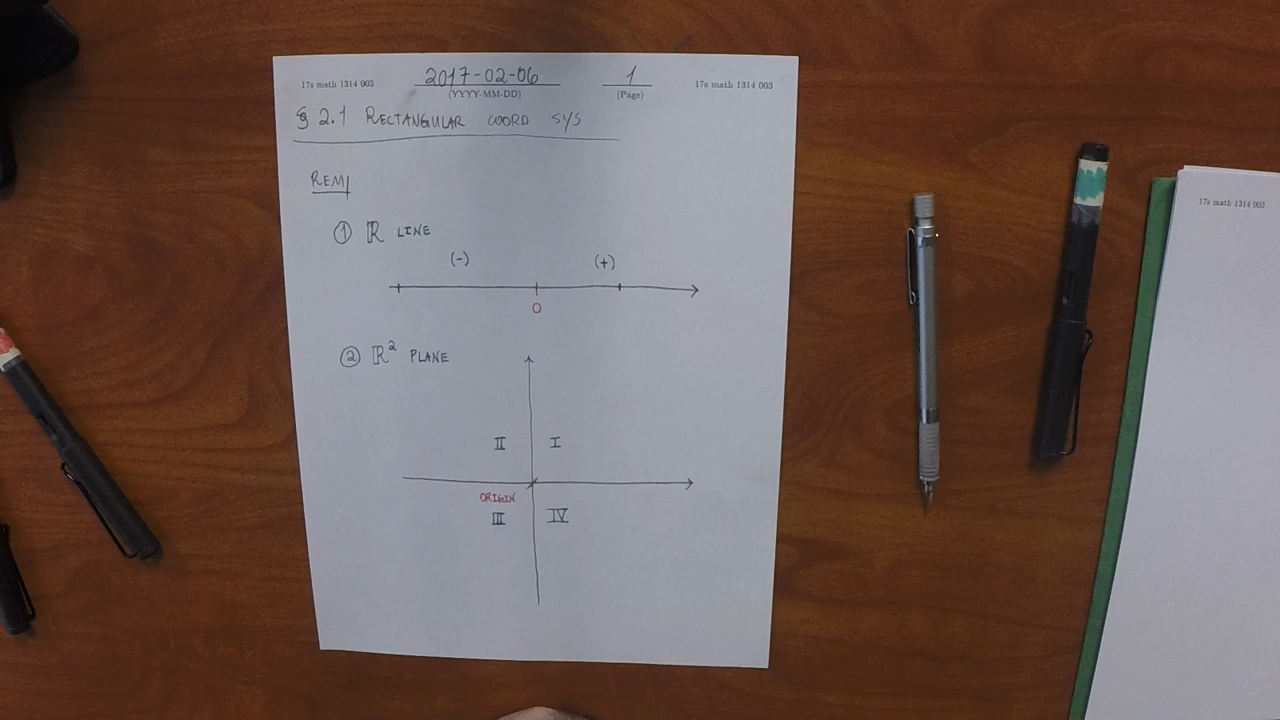 17s math 1314 003 2017-02-06 1 17s math 1314 003
(YYYY-MM-DD) (Page)
§ 2.1 RECTANGULAR COORD SYS
REM
① ℝ LINE
(-) (+)
0
② ℝ² PLANE
II I
ORIGIN
III IV
17s math 1314 003